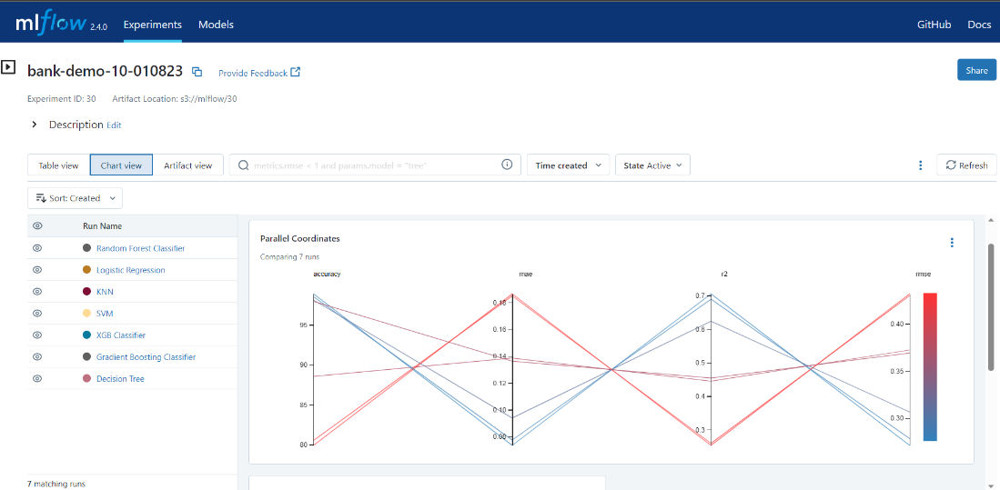 mlflow 2.4.0 Experiments Models GitHub Docs
bank-demo-10-010823 Provide Feedback Share
Experiment ID: 30 Artifact Location: s3://mlflow/30
Description Edit
Table view Chart view Artifact view metrics.rmse < 1 and params.model = "tree" Time created State Active Refresh
Sort: Created
Run Name
Random Forest Classifier
Logistic Regression
KNN
SVM
XGB Classifier
Gradient Boosting Classifier
Decision Tree
7 matching runs
Parallel Coordinates
Comparing 7 runs
accuracy mae r2 rmse
95
90
85
80
0.18
0.16
0.14
0.12
0.10
0.08
0.7
0.6
0.5
0.4
0.3
0.40
0.35
0.30